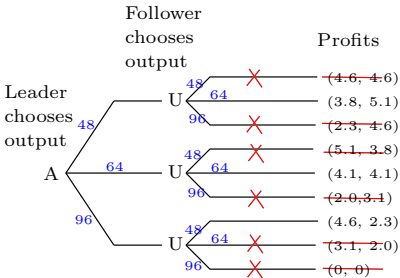 Follower
chooses
output
Profits
Leader
chooses
output
A
48
64
96
U
48
64
96
(4.6, 4.6)
(3.8, 5.1)
(2.3, 4.6)
U
48
64
96
(5.1, 3.8)
(4.1, 4.1)
(2.0,3.1)
U
48
64
96
(4.6, 2.3)
(3.1, 2.0)
(0, 0)